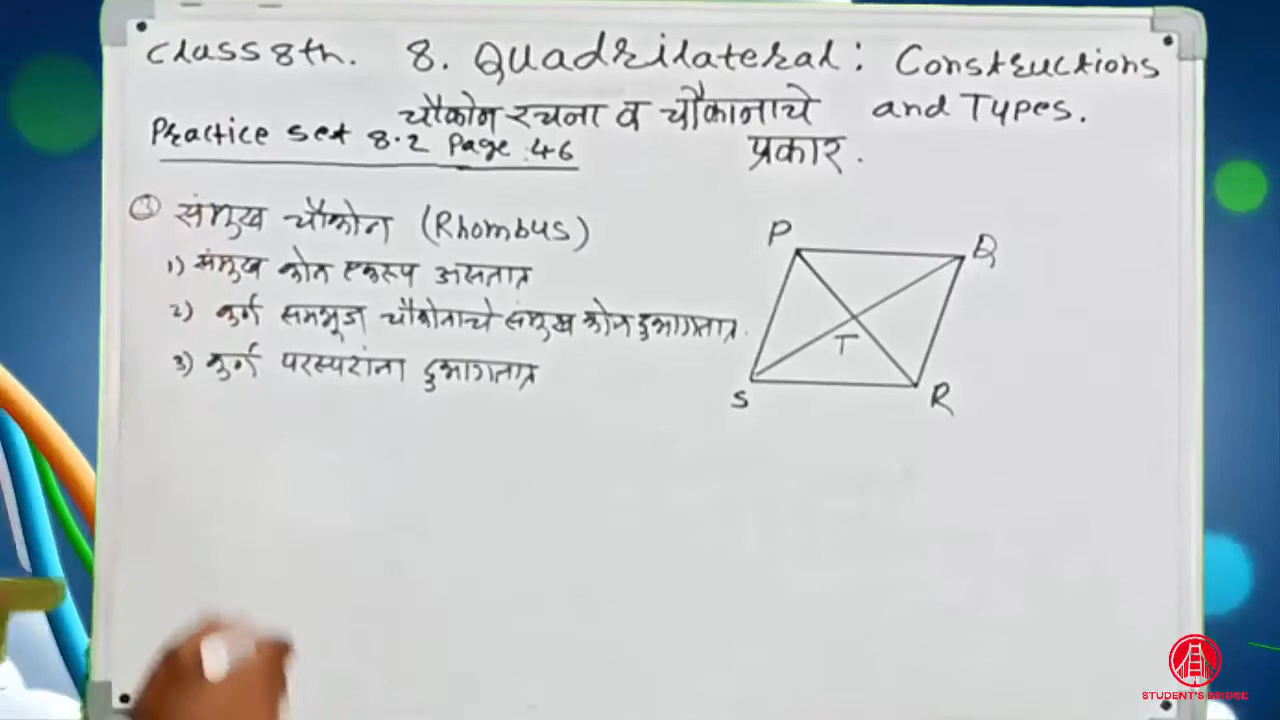 Class 8th. 8. Quadrilateral: Constructions
चौकोन रचना व चौकानाचे and Types.
Practice Set 8.2 Page 46 प्रकार.
③ संमुख चौकोन (Rhombus)
1) संमुख कोन एकरूप असतात
2) कर्ण समभूज चौकोनाचे संमुख कोन दुभागतात.
3) कर्ण परस्परांना दुभागतात
P
Q
T
S
R
STUDENT'S BRIDGE